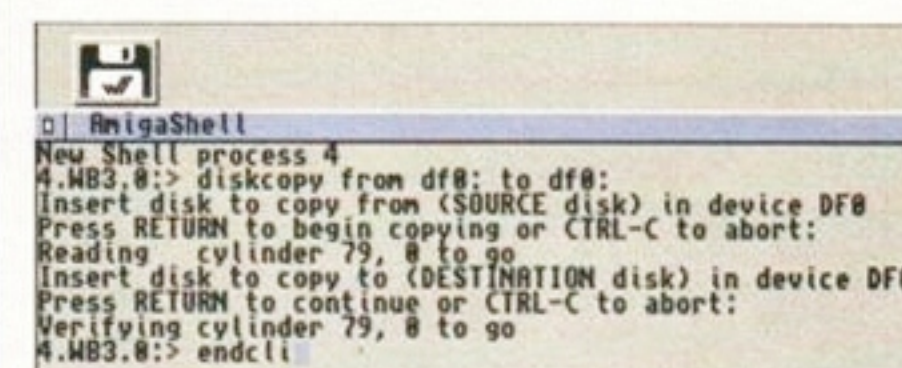 AmigaShell
New Shell process 4
4.WB3.0:> diskcopy from df0: to df0:
Insert disk to copy from (SOURCE disk) in device DF0
Press RETURN to begin copying or CTRL-C to abort:
Reading   cylinder 79, 0 to go
Insert disk to copy to (DESTINATION disk) in device DF0
Press RETURN to continue or CTRL-C to abort:
Verifying cylinder 79, 0 to go
4.WB3.0:> endcli